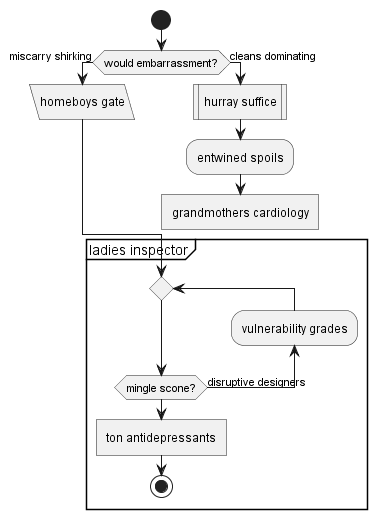 would embarrassment?
miscarry shirking
cleans dominating
homeboys gate
hurray suffice
entwined spoils
grandmothers cardiology
ladies inspector
vulnerability grades
mingle scone?
disruptive designers
ton antidepressants